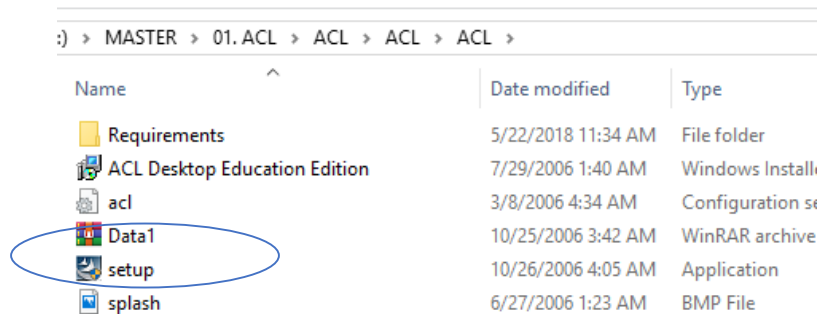 :) > MASTER > 01. ACL > ACL > ACL > ACL >
Name Date modified Type
Requirements 5/22/2018 11:34 AM File folder
ACL Desktop Education Edition 7/29/2006 1:40 AM Windows Installe
acl 3/8/2006 4:34 AM Configuration se
Data1 10/25/2006 3:42 AM WinRAR archive
setup 10/26/2006 4:05 AM Application
splash 6/27/2006 1:23 AM BMP File